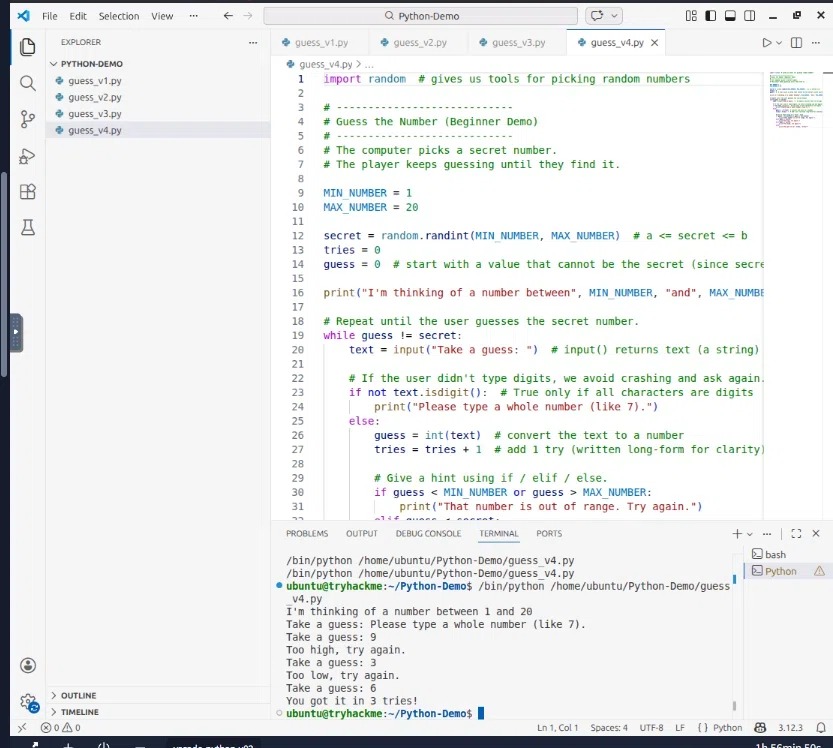 File Edit Selection View ··· ← → Python-Demo
EXPLORER ···
PYTHON-DEMO
guess_v1.py
guess_v2.py
guess_v3.py
guess_v4.py
guess_v1.py guess_v2.py guess_v3.py guess_v4.py
guess_v4.py > ...
1 import random # gives us tools for picking random numbers
2
3 # ----------------------------
4 # Guess the Number (Beginner Demo)
5 # ----------------------------
6 # The computer picks a secret number.
7 # The player keeps guessing until they find it.
8
9 MIN_NUMBER = 1
10 MAX_NUMBER = 20
11
12 secret = random.randint(MIN_NUMBER, MAX_NUMBER) # a <= secret <= b
13 tries = 0
14 guess = 0 # start with a value that cannot be the secret (since secre
15
16 print("I'm thinking of a number between", MIN_NUMBER, "and", MAX_NUMBE
17
18 # Repeat until the user guesses the secret number.
19 while guess != secret:
20 text = input("Take a guess: ") # input() returns text (a string)
21
22 # If the user didn't type digits, we avoid crashing and ask again.
23 if not text.isdigit(): # True only if all characters are digits
24 print("Please type a whole number (like 7).")
25 else:
26 guess = int(text) # convert the text to a number
27 tries = tries + 1 # add 1 try (written long-form for clarity)
28
29 # Give a hint using if / elif / else.
30 if guess < MIN_NUMBER or guess > MAX_NUMBER:
31 print("That number is out of range. Try again.")
32 elif guess < secret:
PROBLEMS OUTPUT DEBUG CONSOLE TERMINAL PORTS
/bin/python /home/ubuntu/Python-Demo/guess_v4.py
/bin/python /home/ubuntu/Python-Demo/guess_v4.py
ubuntu@tryhackme:~/Python-Demo$ /bin/python /home/ubuntu/Python-Demo/guess
_v4.py
I'm thinking of a number between 1 and 20
Take a guess: Please type a whole number (like 7).
Take a guess: 9
Too high, try again.
Take a guess: 3
Too low, try again.
Take a guess: 6
You got it in 3 tries!
ubuntu@tryhackme:~/Python-Demo$
bash
Python
OUTLINE
TIMELINE
0 0 Ln 1, Col 1 Spaces: 4 UTF-8 LF { } Python 3.12.3
vscode-python-v02 1h 56min 50s